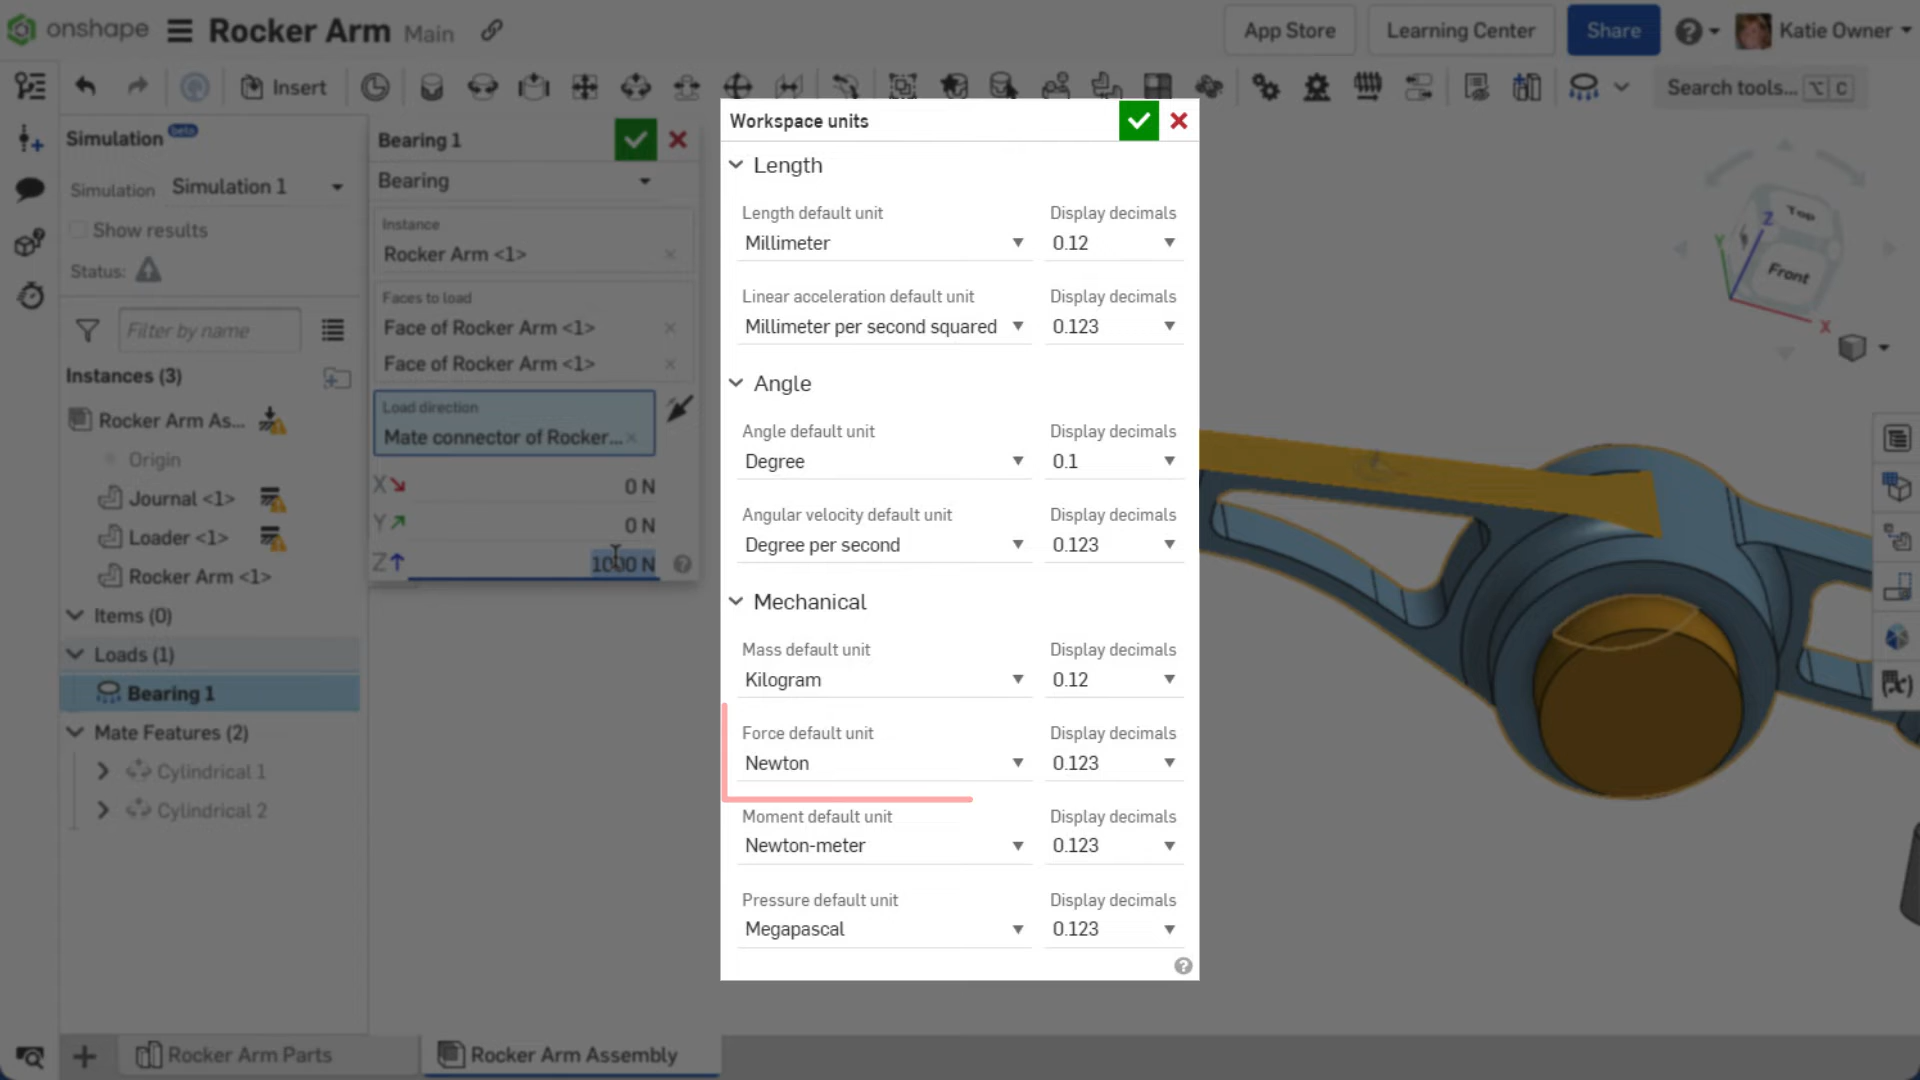 onshape
Rocker Arm Main
App Store
Learning Center
Share
Katie Owner
Insert
Search tools...
⌥ C
Simulation beta
Simulation Simulation 1
Show results
Status:
Filter by name
Instances (3)
Rocker Arm As...
Origin
Journal <1>
Loader <1>
Rocker Arm <1>
Items (0)
Loads (1)
Bearing 1
Mate Features (2)
Cylindrical 1
Cylindrical 2
Bearing 1
Bearing
Instance
Rocker Arm <1>
Faces to load
Face of Rocker Arm <1>
Face of Rocker Arm <1>
Load direction
Mate connector of Rocker...
X 0 N
Y 0 N
Z 1000 N
Workspace units
Length
Length default unit Display decimals
Millimeter 0.12
Linear acceleration default unit Display decimals
Millimeter per second squared 0.123
Angle
Angle default unit Display decimals
Degree 0.1
Angular velocity default unit Display decimals
Degree per second 0.123
Mechanical
Mass default unit Display decimals
Kilogram 0.12
Force default unit Display decimals
Newton 0.123
Moment default unit Display decimals
Newton-meter 0.123
Pressure default unit Display decimals
Megapascal 0.123
Top
Front
Z
Y
X
(x)
Rocker Arm Parts
Rocker Arm Assembly